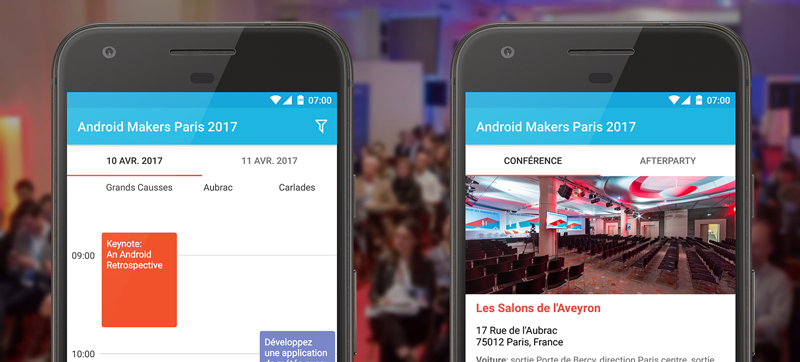 07:00
Android Makers Paris 2017
10 AVR. 2017 11 AVR. 2017
Grands Causses Aubrac Carlades
09:00
Keynote:
An Android
Retrospective
10:00
Développez
une application
07:00
Android Makers Paris 2017
CONFÉRENCE AFTERPARTY
Les Salons de l'Aveyron
17 Rue de l'Aubrac
75012 Paris, France
Voiture: sortie Porte de Bercy, direction Paris centre, sortie